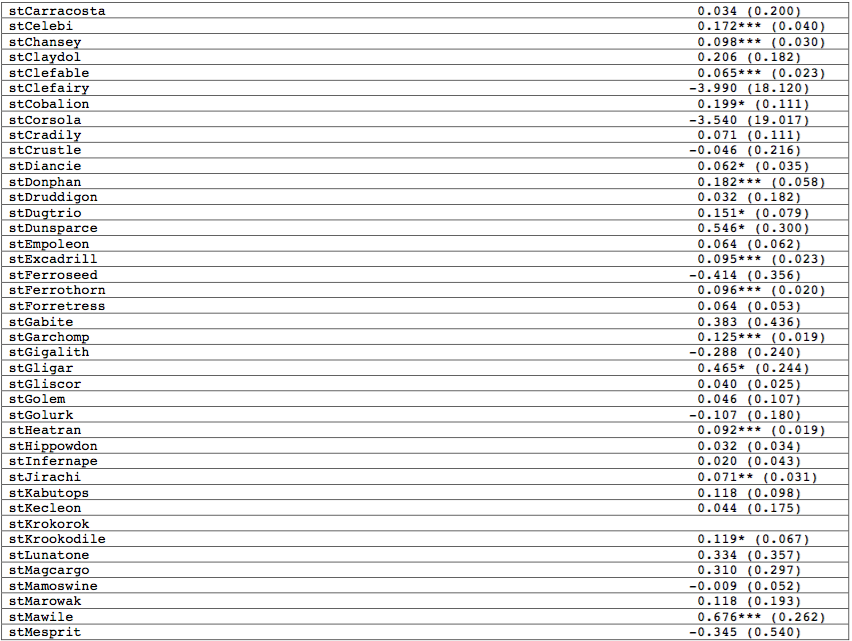 stCarracosta 0.034 (0.200)
stCelebi 0.172*** (0.040)
stChansey 0.098*** (0.030)
stClaydol 0.206 (0.182)
stClefable 0.065*** (0.023)
stClefairy -3.990 (18.120)
stCobalion 0.199* (0.111)
stCorsola -3.540 (19.017)
stCradily 0.071 (0.111)
stCrustle -0.046 (0.216)
stDiancie 0.062* (0.035)
stDonphan 0.182*** (0.058)
stDruddigon 0.032 (0.182)
stDugtrio 0.151* (0.079)
stDunsparce 0.546* (0.300)
stEmpoleon 0.064 (0.062)
stExcadrill 0.095*** (0.023)
stFerroseed -0.414 (0.356)
stFerrothorn 0.096*** (0.020)
stForretress 0.064 (0.053)
stGabite 0.383 (0.436)
stGarchomp 0.125*** (0.019)
stGigalith -0.288 (0.240)
stGligar 0.465* (0.244)
stGliscor 0.040 (0.025)
stGolem 0.046 (0.107)
stGolurk -0.107 (0.180)
stHeatran 0.092*** (0.019)
stHippowdon 0.032 (0.034)
stInfernape 0.020 (0.043)
stJirachi 0.071** (0.031)
stKabutops 0.118 (0.098)
stKecleon 0.044 (0.175)
stKrokorok
stKrookodile 0.119* (0.067)
stLunatone 0.334 (0.357)
stMagcargo 0.310 (0.297)
stMamoswine -0.009 (0.052)
stMarowak 0.118 (0.193)
stMawile 0.676*** (0.262)
stMesprit -0.345 (0.540)